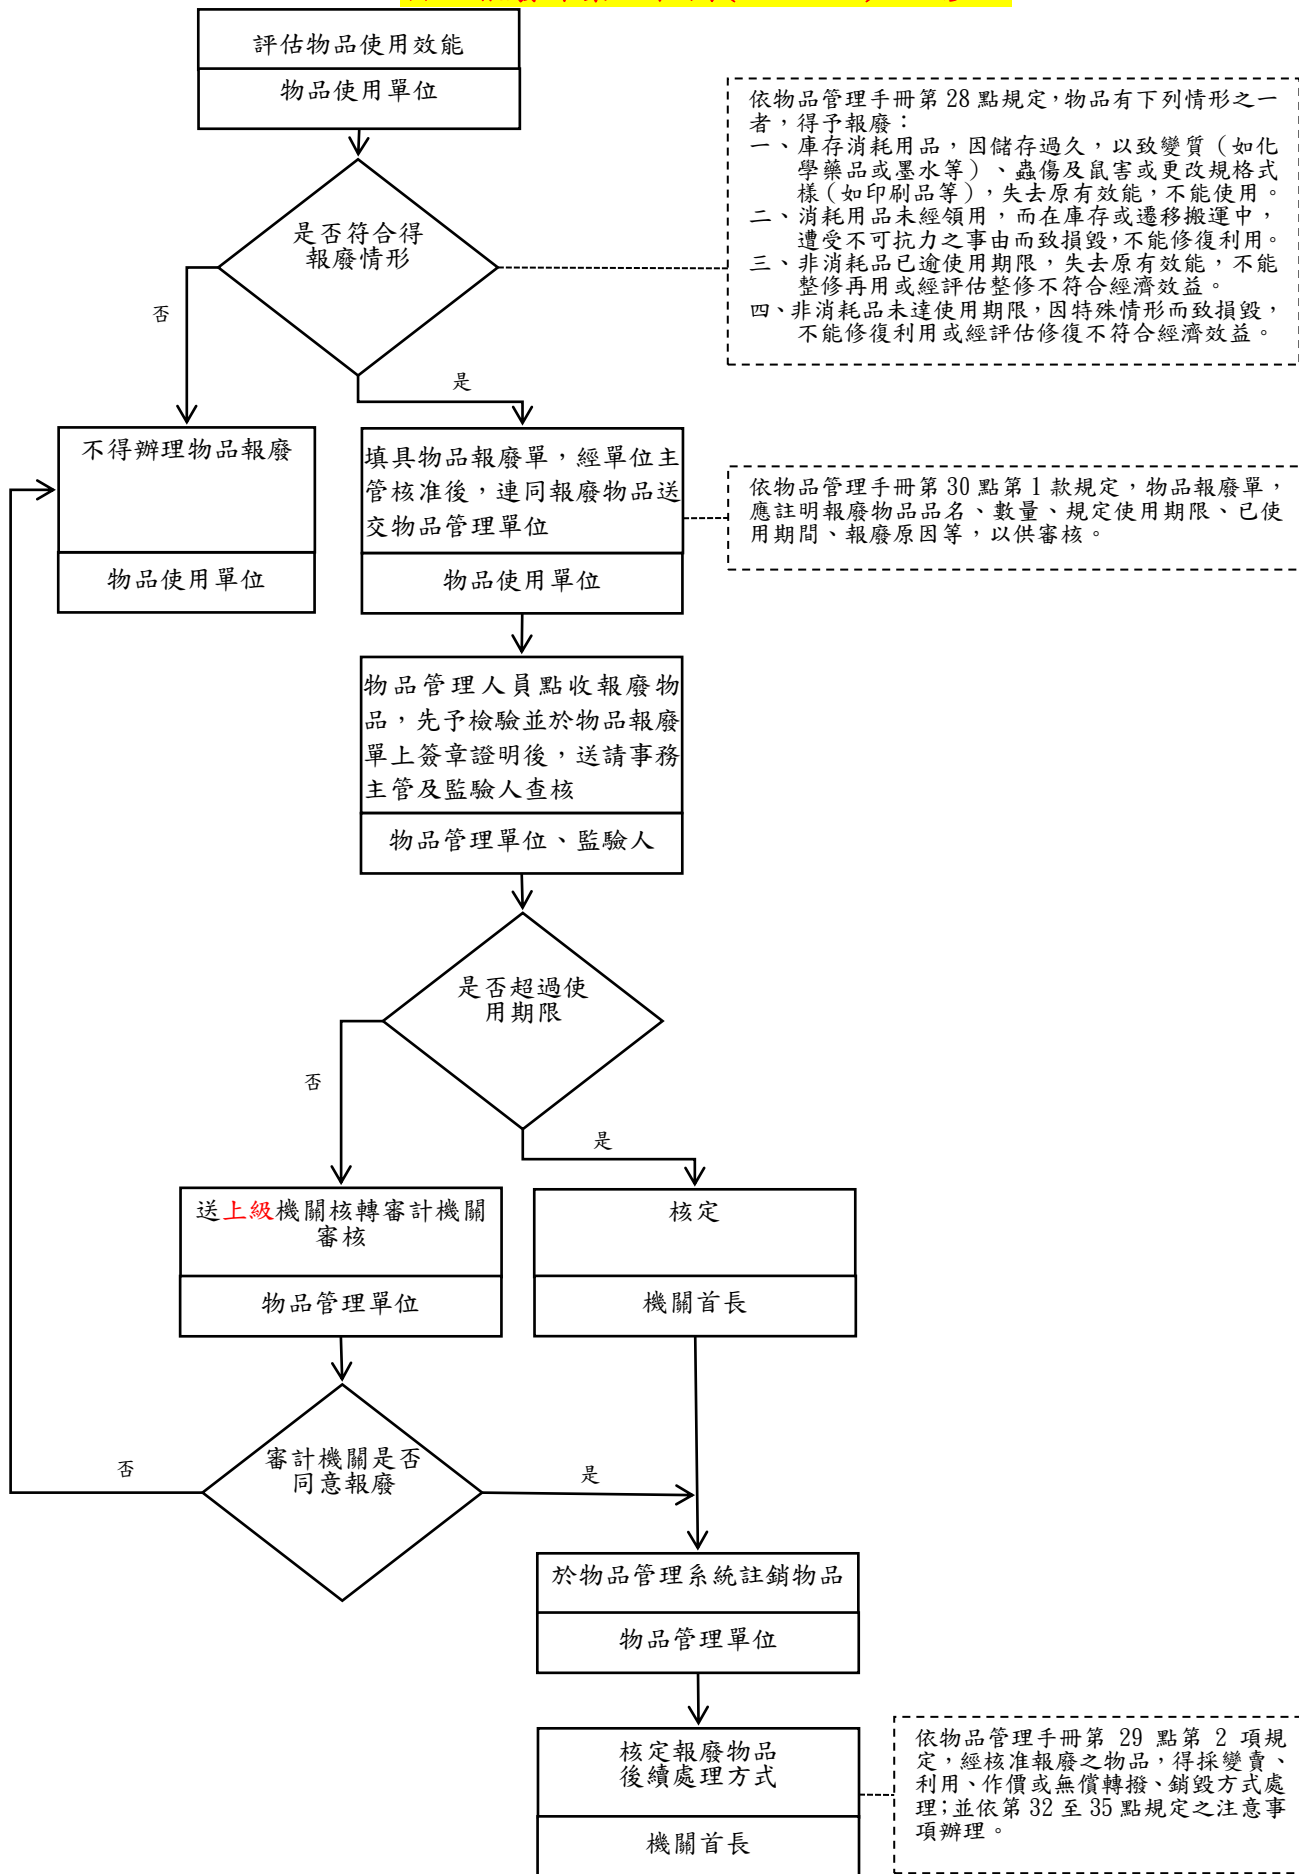 評估物品使用效能
物品使用單位
依物品管理手冊第 28 點規定，物品有下列情形之一
者，得予報廢：
一、庫存消耗用品，因儲存過久，以致變質（如化
學藥品或墨水等）、蟲傷及鼠害或更改規格式
樣（如印刷品等），失去原有效能，不能使用。
二、消耗用品未經領用，而在庫存或遷移搬運中，
遭受不可抗力之事由而致損毀，不能修復利用。
三、非消耗品已逾使用期限，失去原有效能，不能
整修再用或經評估整修不符合經濟效益。
四、非消耗品未達使用期限，因特殊情形而致損毀，
不能修復利用或經評估修復不符合經濟效益。
是否符合得
報廢情形
否
是
不得辦理物品報廢
物品使用單位
填具物品報廢單，經單位主
管核准後，連同報廢物品送
交物品管理單位
物品使用單位
依物品管理手冊第 30 點第 1 款規定，物品報廢單，
應註明報廢物品品名、數量、規定使用期限、已使
用期間、報廢原因等，以供審核。
物品管理人員點收報廢物
品，先予檢驗並於物品報廢
單上簽章證明後，送請事務
主管及監驗人查核
物品管理單位、監驗人
是否超過使
用期限
否
是
送上級機關核轉審計機關
審核
物品管理單位
核定
機關首長
審計機關是否
同意報廢
否
是
於物品管理系統註銷物品
物品管理單位
核定報廢物品
後續處理方式
機關首長
依物品管理手冊第 29 點第 2 項規
定，經核准報廢之物品，得採變賣、
利用、作價或無償轉撥、銷毀方式處
理；並依第 32 至 35 點規定之注意事
項辦理。